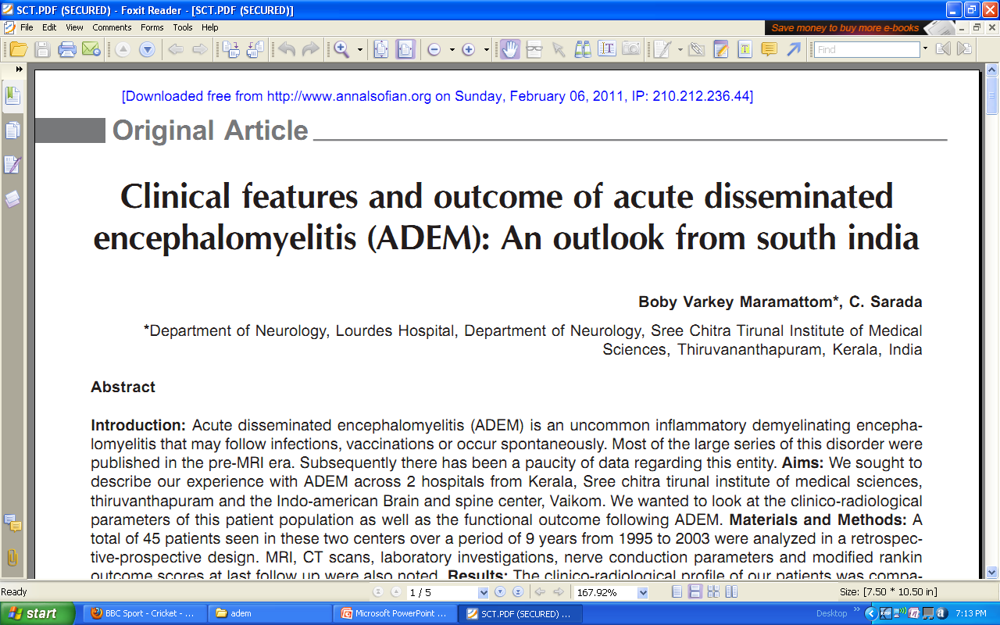 SCT.PDF (SECURED) - Foxit Reader - [SCT.PDF (SECURED)]
File Edit View Comments Forms Tools Help
Save money to buy more e-books
Find
[Downloaded free from http://www.annalsofian.org on Sunday, February 06, 2011, IP: 210.212.236.44]
Original Article
Clinical features and outcome of acute disseminated
encephalomyelitis (ADEM): An outlook from south india
Boby Varkey Maramattom*, C. Sarada
*Department of Neurology, Lourdes Hospital, Department of Neurology, Sree Chitra Tirunal Institute of Medical
Sciences, Thiruvananthapuram, Kerala, India
Abstract
Introduction: Acute disseminated encephalomyelitis (ADEM) is an uncommon inflammatory demyelinating encepha-
lomyelitis that may follow infections, vaccinations or occur spontaneously. Most of the large series of this disorder were
published in the pre-MRI era. Subsequently there has been a paucity of data regarding this entity. Aims: We sought to
describe our experience with ADEM across 2 hospitals from Kerala, Sree chitra tirunal institute of medical sciences,
thiruvanthapuram and the Indo-american Brain and spine center, Vaikom. We wanted to look at the clinico-radiological
parameters of this patient population as well as the functional outcome following ADEM. Materials and Methods: A
total of 45 patients seen in these two centers over a period of 9 years from 1995 to 2003 were analyzed in a retrospec-
tive-prospective design. MRI, CT scans, laboratory investigations, nerve conduction parameters and modified rankin
outcome scores at last follow up were also noted. Results: The clinico-radiological profile of our patients was compa-
Ready 1 / 5 167.92% Size: [7.50 * 10.50 in]
start BBC Sport - Cricket - ... adem Microsoft PowerPoint ... SCT.PDF (SECURED) ... Desktop 7:13 PM